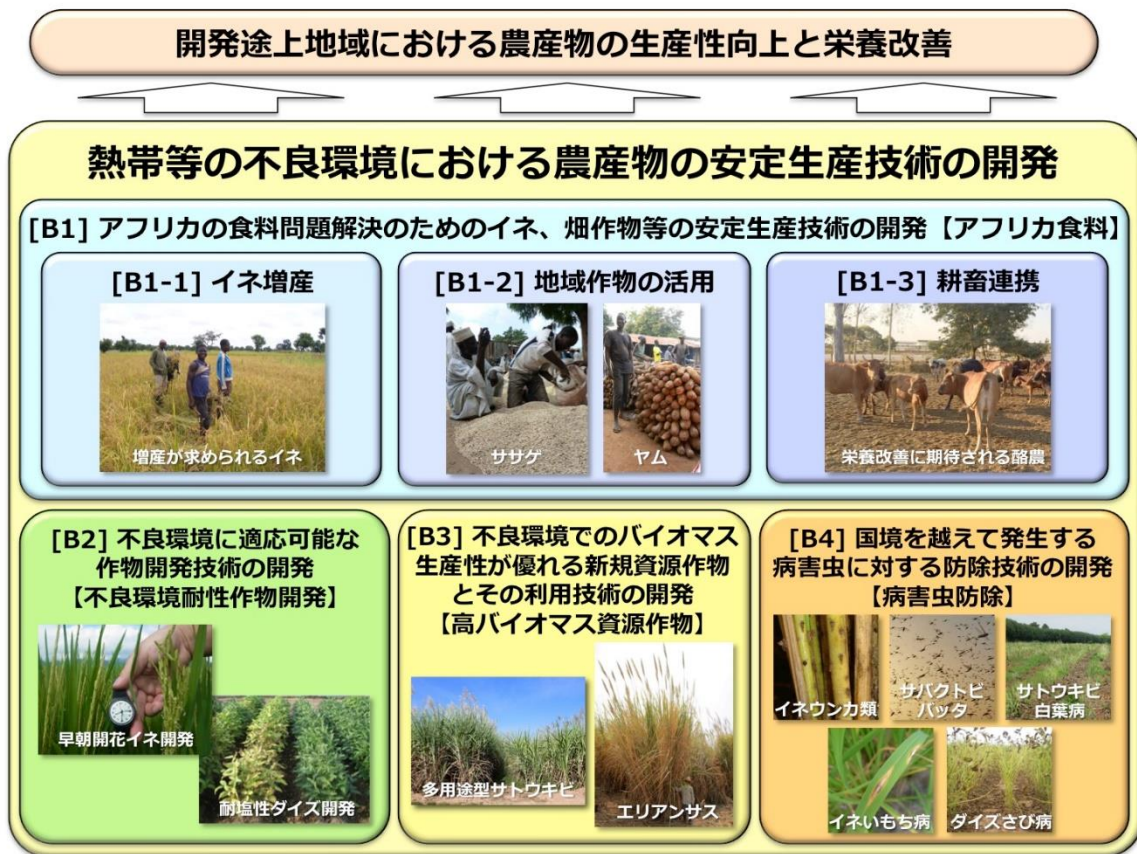 開発途上地域における農産物の生産性向上と栄養改善
熱帯等の不良環境における農産物の安定生産技術の開発
[B1] アフリカの食料問題解決のためのイネ、畑作物等の安定生産技術の開発【アフリカ食料】
[B1-1] イネ増産
増産が求められるイネ
[B1-2] 地域作物の活用
ササゲ
ヤム
[B1-3] 耕畜連携
栄養改善に期待される酪農
[B2] 不良環境に適応可能な
作物開発技術の開発
【不良環境耐性作物開発】
早朝開花イネ開発
耐塩性ダイズ開発
[B3] 不良環境でのバイオマス
生産性が優れる新規資源作物
とその利用技術の開発
【高バイオマス資源作物】
多用途型サトウキビ
エリアンサス
[B4] 国境を越えて発生する
病害虫に対する防除技術の開発
【病害虫防除】
イネウンカ類
サバクトビ
バッタ
サトウキビ
白葉病
イネいもち病
ダイズさび病